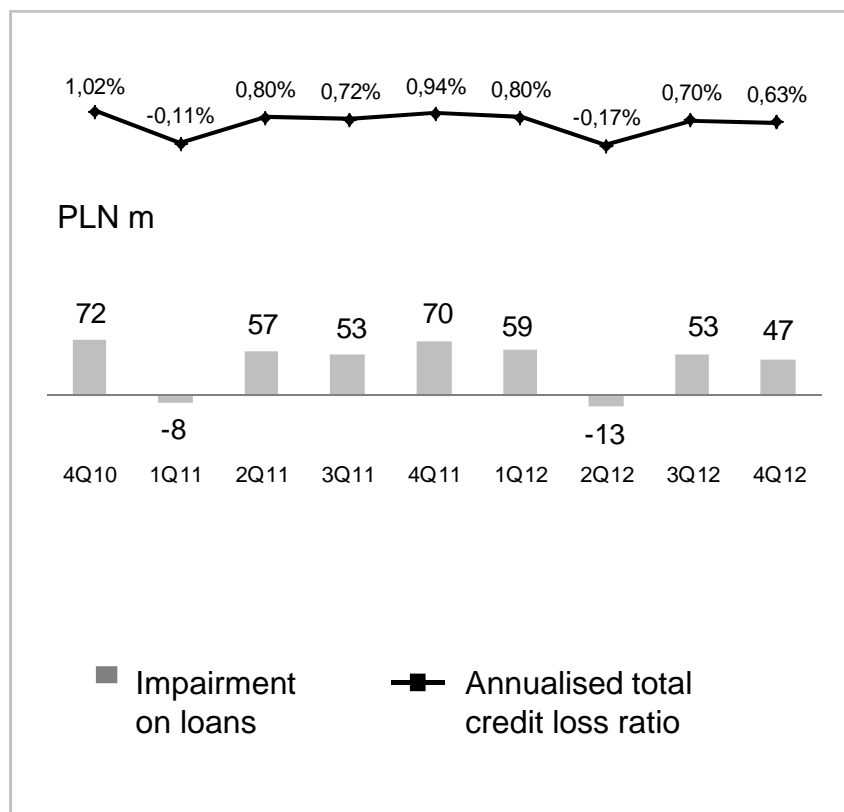 1,02% -0,11% 0,80% 0,72% 0,94% 0,80% -0,17% 0,70% 0,63%
PLN m
72 -8 57 53 70 59 -13 53 47
4Q10 1Q11 2Q11 3Q11 4Q11 1Q12 2Q12 3Q12 4Q12
Impairment
on loans
Annualised total
credit loss ratio